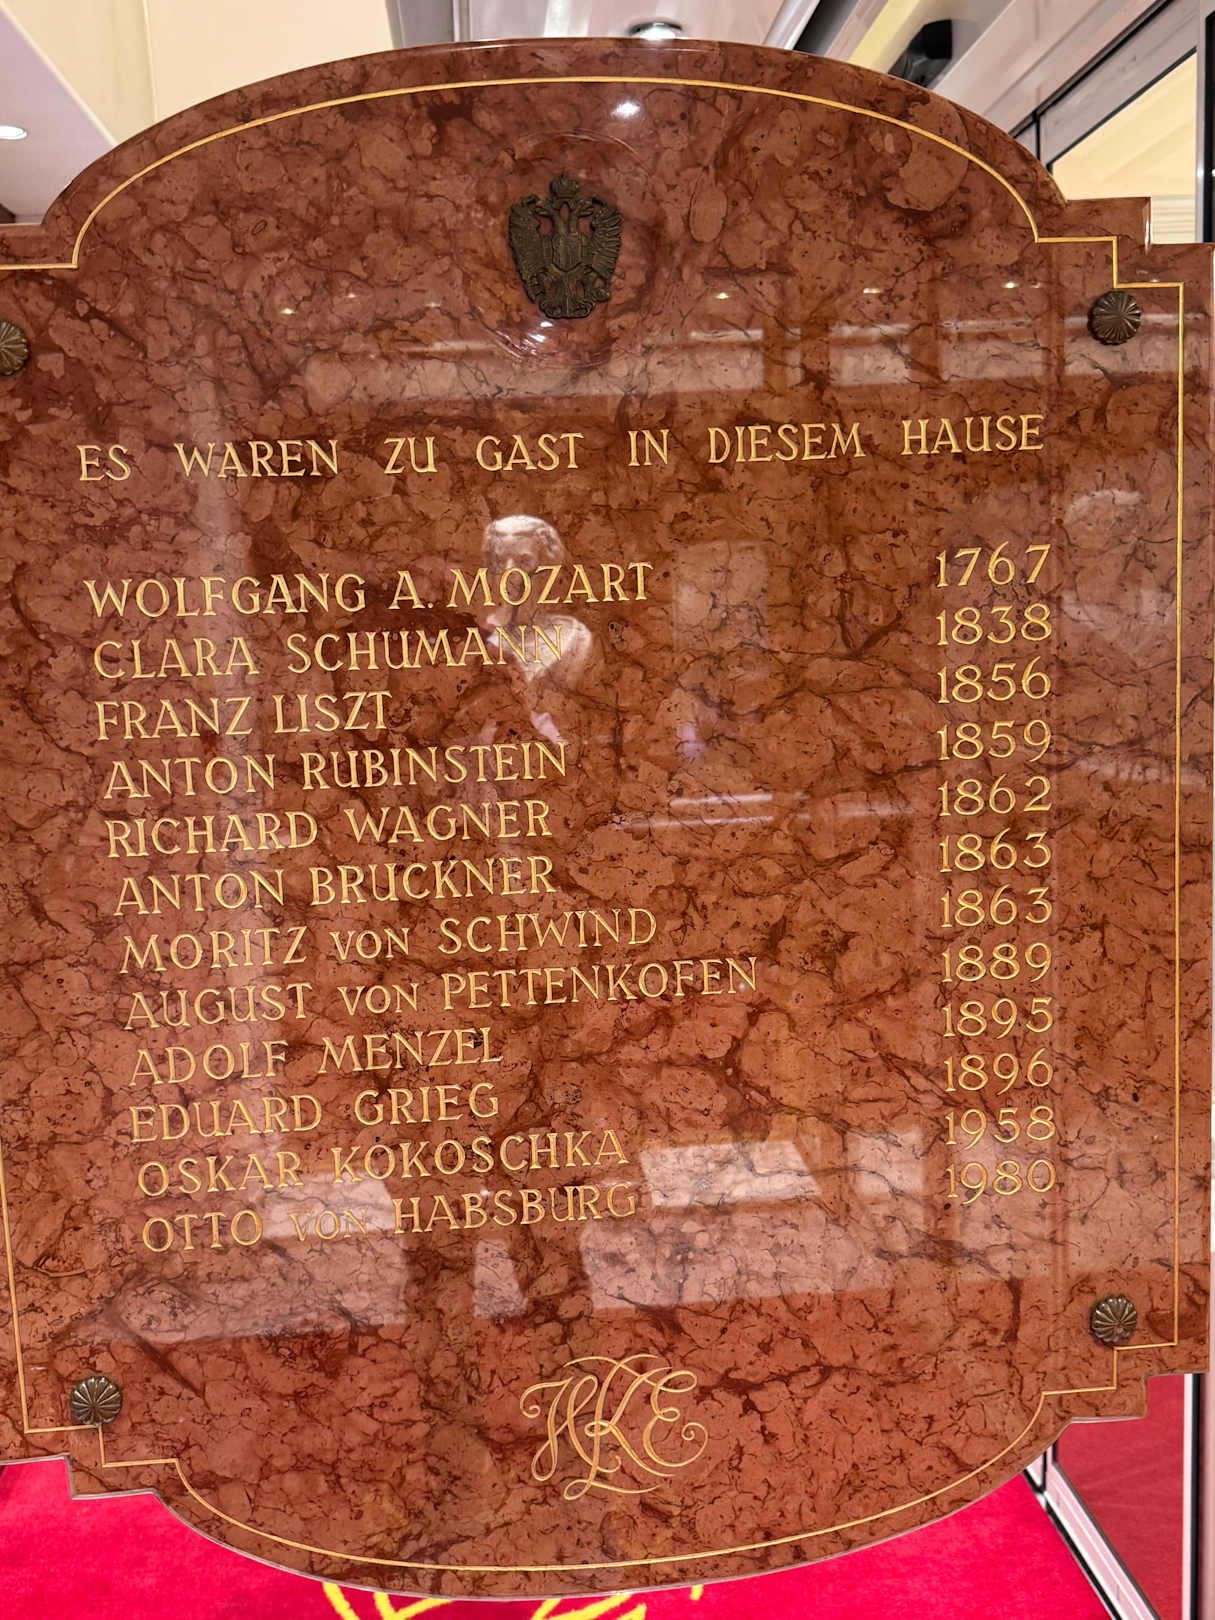 ES WAREN ZU GAST IN DIESEM HAUSE
WOLFGANG A. MOZART 1767
CLARA SCHUMANN 1838
FRANZ LISZT 1856
ANTON RUBINSTEIN 1859
RICHARD WAGNER 1862
ANTON BRUCKNER 1863
MORITZ VON SCHWIND 1863
AUGUST VON PETTENKOFEN 1889
ADOLF MENZEL 1895
EDUARD GRIEG 1896
OSKAR KOKOSCHKA 1958
OTTO VON HABSBURG 1980